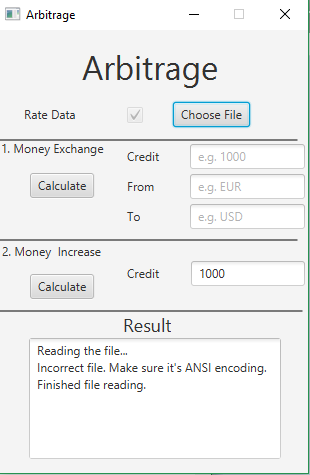 Arbitrage
Arbitrage
Rate Data
Choose File
1. Money Exchange
Credit
e.g. 1000
Calculate
From
e.g. EUR
To
e.g. USD
2. Money Increase
Credit
1000
Calculate
Result
Reading the file...
Incorrect file. Make sure it's ANSI encoding.
Finished file reading.